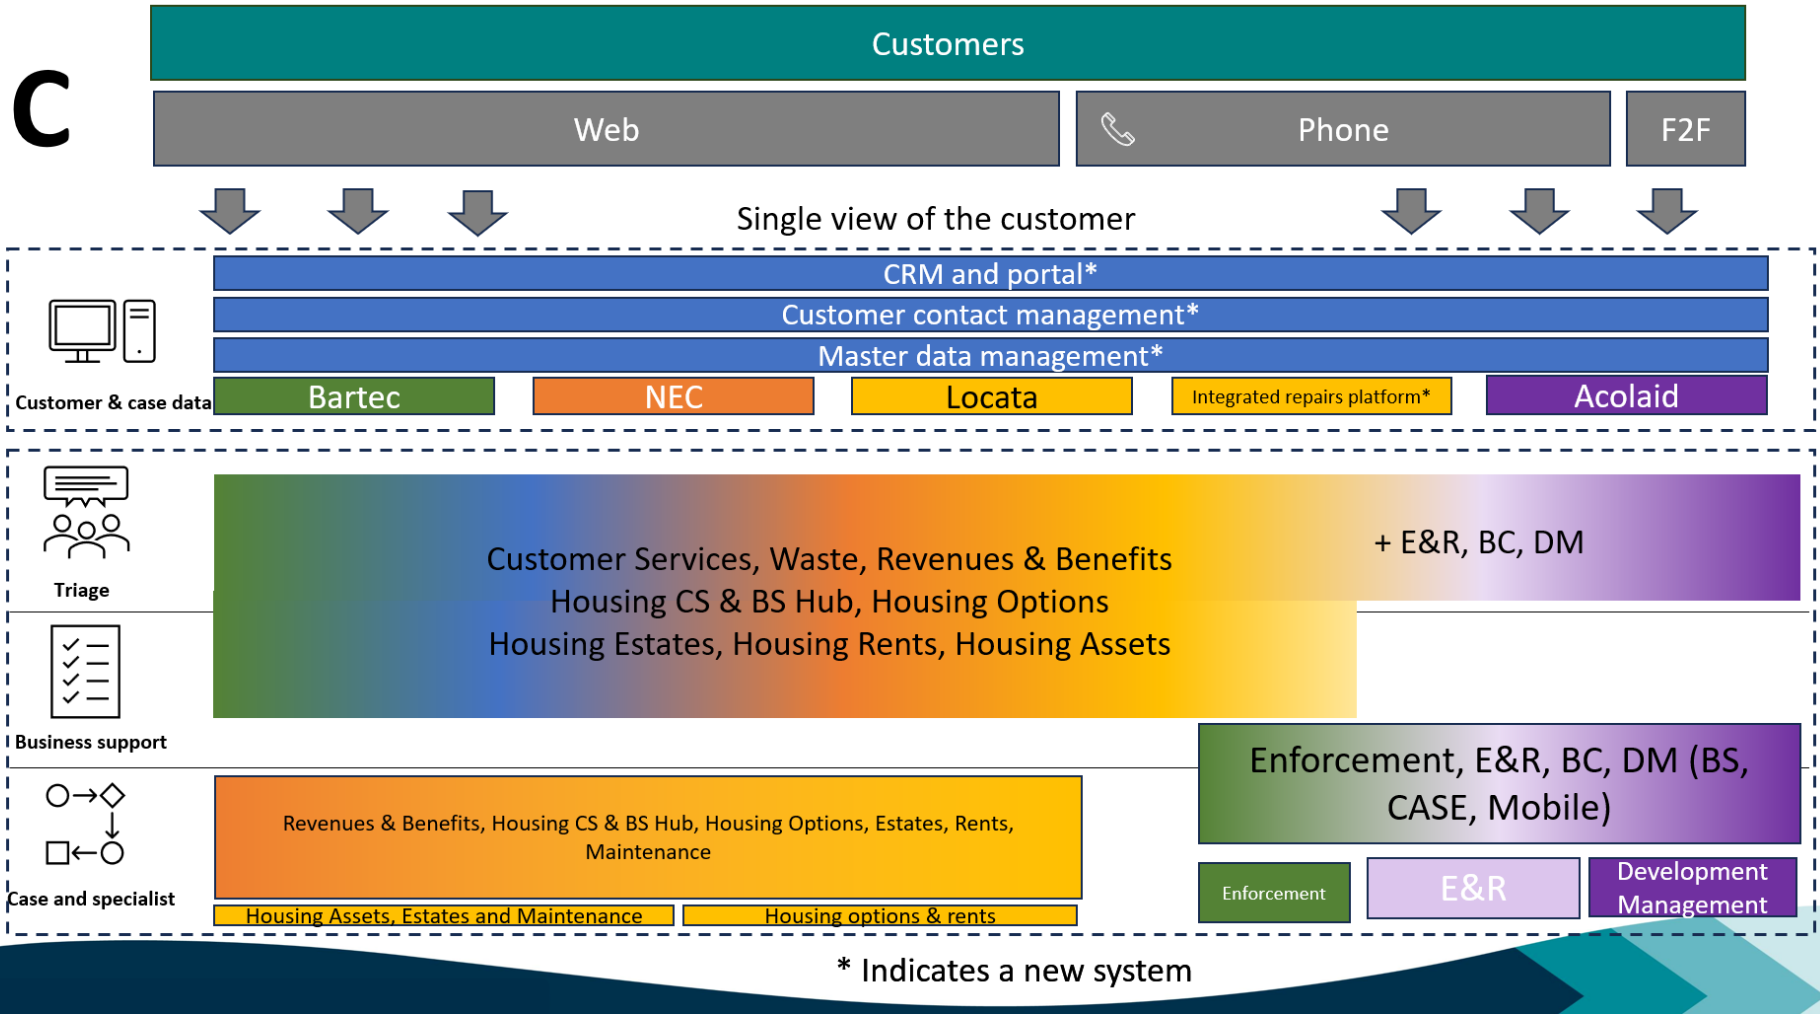 C
Customers
Web
Phone
F2F
Single view of the customer
CRM and portal*
Customer contact management*
Master data management*
Customer & case data
Bartec
NEC
Locata
Integrated repairs platform*
Acolaid
Triage
Customer Services, Waste, Revenues & Benefits
Housing CS & BS Hub, Housing Options
Housing Estates, Housing Rents, Housing Assets
+ E&R, BC, DM
Business support
Enforcement, E&R, BC, DM (BS,
CASE, Mobile)
Case and specialist
Revenues & Benefits, Housing CS & BS Hub, Housing Options, Estates, Rents,
Maintenance
Housing Assets, Estates and Maintenance
Housing options & rents
Enforcement
E&R
Development
Management
* Indicates a new system